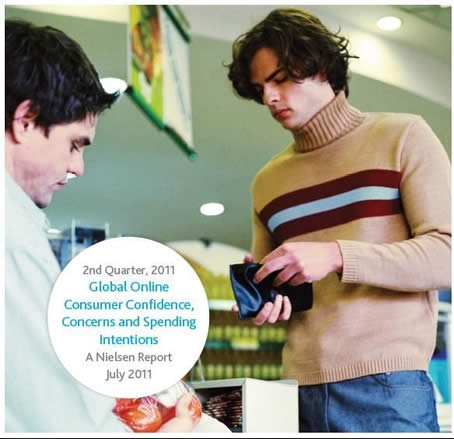 2nd Quarter, 2011
Global Online
Consumer Confidence,
Concerns and Spending
Intentions
A Nielsen Report
July 2011